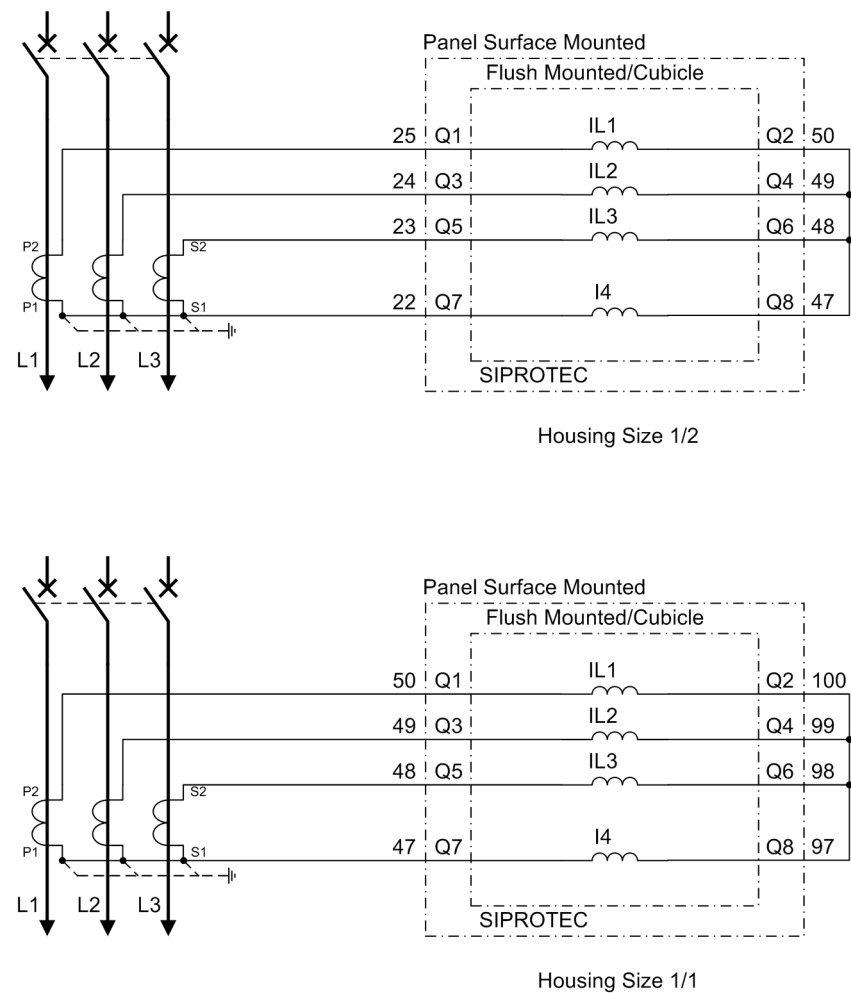 Panel Surface Mounted
Flush Mounted/Cubicle
25 Q1 IL1 Q2 50
24 Q3 IL2 Q4 49
23 Q5 IL3 Q6 48
P2 S2
P1 S1
22 Q7 I4 Q8 47
L1 L2 L3
SIPROTEC
Housing Size 1/2
Panel Surface Mounted
Flush Mounted/Cubicle
50 Q1 IL1 Q2 100
49 Q3 IL2 Q4 99
48 Q5 IL3 Q6 98
P2 S2
P1 S1
47 Q7 I4 Q8 97
L1 L2 L3
SIPROTEC
Housing Size 1/1